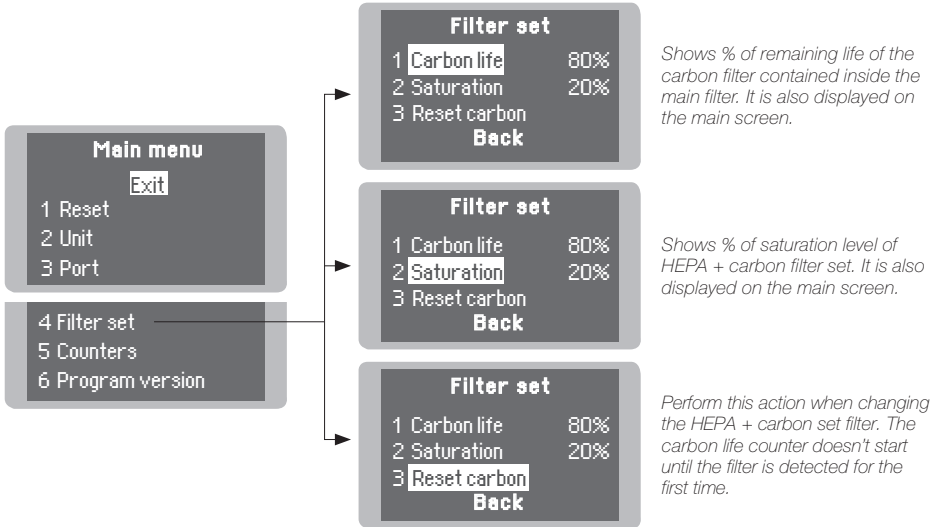 Main menu
Exit
1 Reset
2 Unit
3 Port
4 Filter set
5 Counters
6 Program version
Filter set
1 Carbon life 80%
2 Saturation 20%
3 Reset carbon
Back
Shows % of remaining life of the
carbon filter contained inside the
main filter. It is also displayed on
the main screen.
Filter set
1 Carbon life 80%
2 Saturation 20%
3 Reset carbon
Back
Shows % of saturation level of
HEPA + carbon filter set. It is also
displayed on the main screen.
Filter set
1 Carbon life 80%
2 Saturation 20%
3 Reset carbon
Back
Perform this action when changing
the HEPA + carbon set filter. The
carbon life counter doesn't start
until the filter is detected for the
first time.